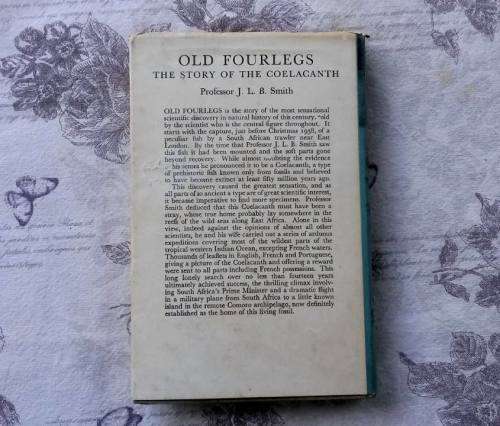 OLD FOURLEGS
THE STORY OF THE COELACANTH
Professor J. L. B. Smith
OLD FOURLEGS is the story of the most sensational
scientific discovery in natural history of this century, told
by the scientist who is the central figure throughout. It
starts with the capture, just before Christmas 1938, of a
peculiar fish by a South African trawler near East
London. By the time that Professor J. L. B. Smith saw
this fish it had been mounted and the soft parts gone
beyond recovery. While almost doubting the evidence
his senses he pronounced it to be a Coelacanth, a type
of prehistoric fish known only from fossils and believed
to have become extinct at least fifty million years ago.
This discovery caused the greatest sensation, and as
all parts of so ancient a type are of great scientific interest,
it became imperative to find more specimens. Professor
Smith deduced that this Coelacanth must have been a
stray, whose true home probably lay somewhere in the
reefs of the wild seas along East Africa. Alone in this
view, indeed against the opinions of almost all other
scientists, he and his wife carried out a series of arduous
expeditions covering most of the wildest parts of the
tropical western Indian Ocean, excepting French waters.
Thousands of leaflets in English, French and Portuguese,
giving a picture of the Coelacanth and offering a reward
were sent to all parts including French possessions. This
long lonely search over no less than fourteen years
ultimately achieved success, the thrilling climax involv-
ing South Africa's Prime Minister and a dramatic flight
in a military plane from South Africa to a little known
island in the remote Comoro archipelago, now definitely
established as the home of this living fossil.